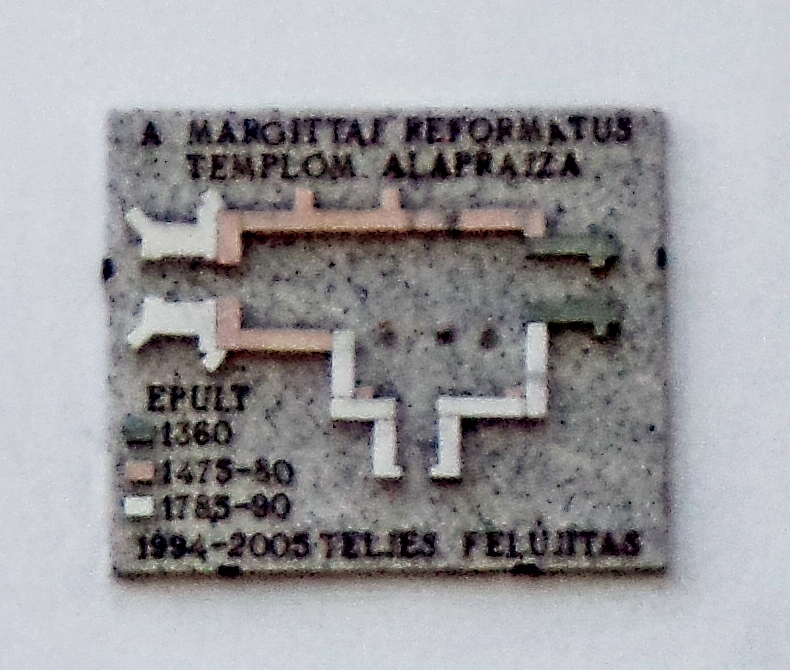 A MARGITTAI REFORMÁTUS
TEMPLOM ALAPRAJZA
ÉPÜLT
1360
1475-80
1785-90
1994-2005 TELJES FELÚJÍTÁS